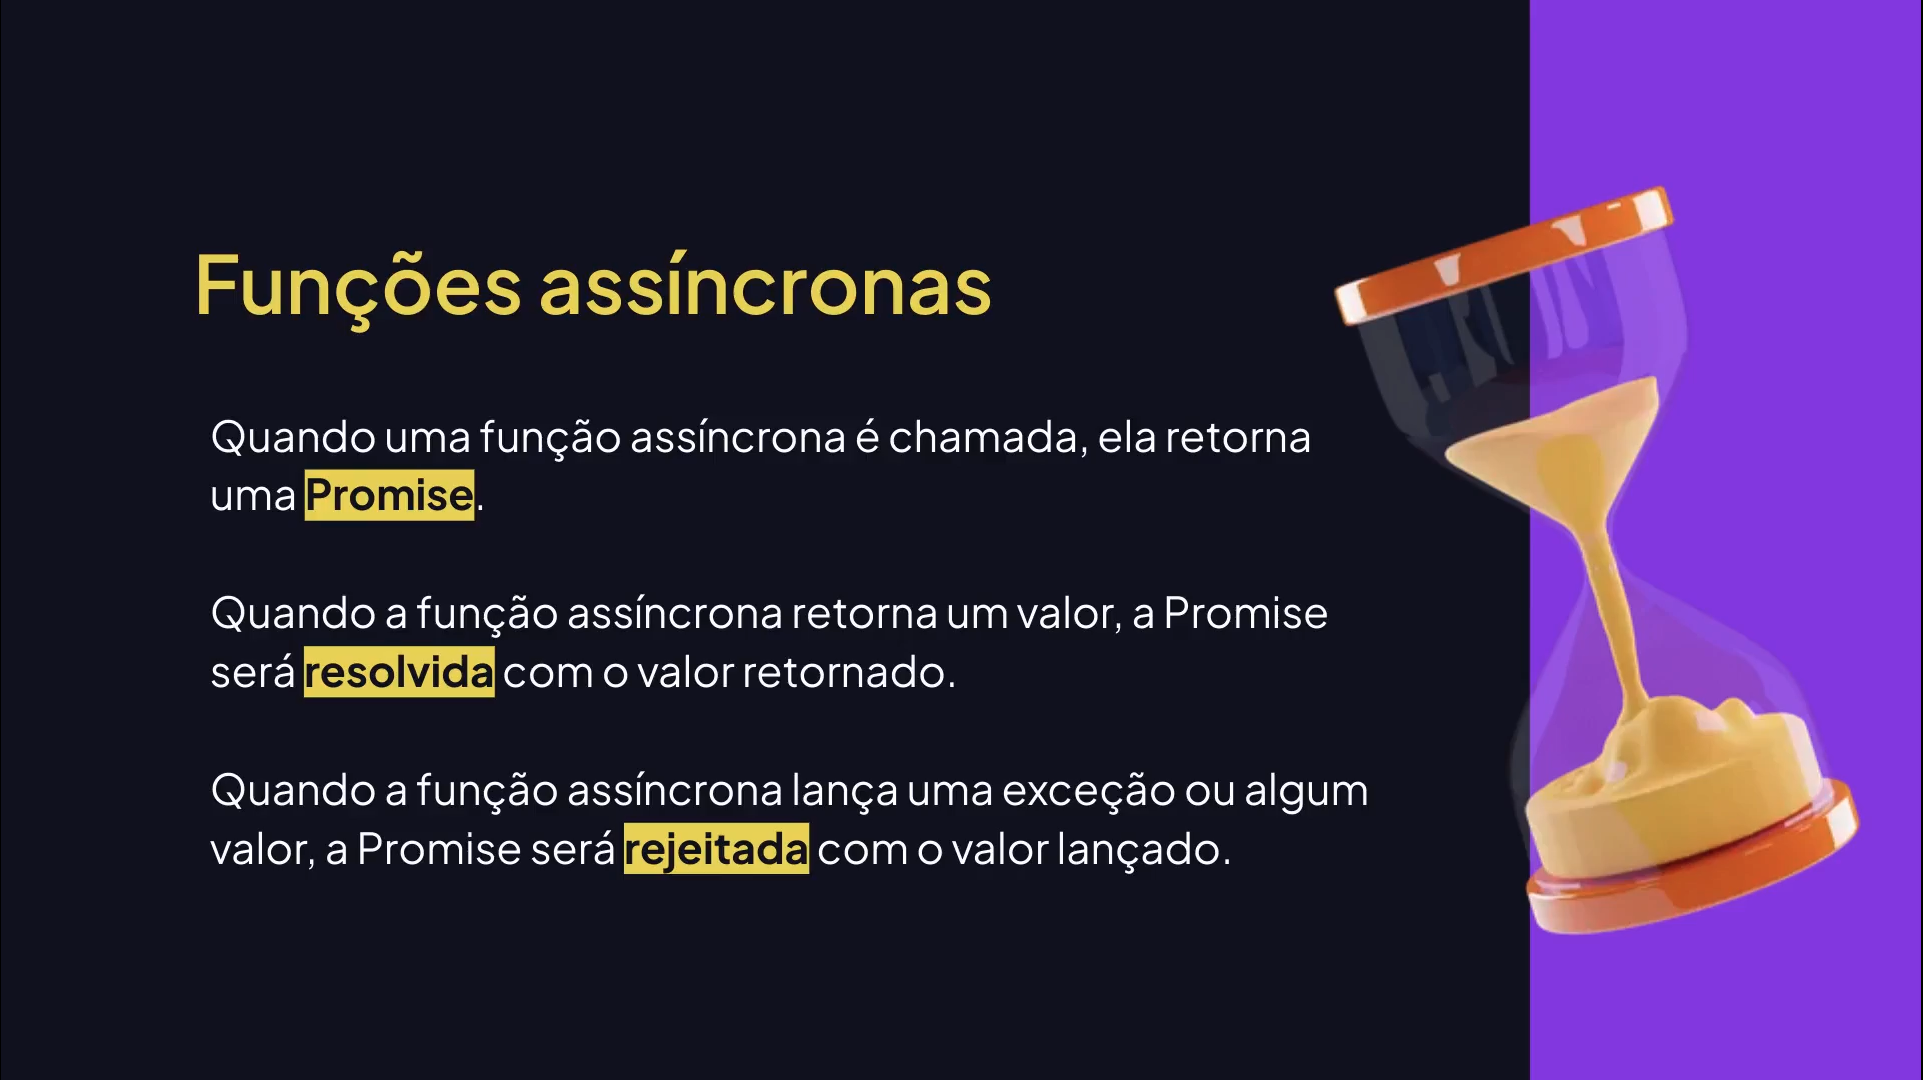 Funções assíncronas
Quando uma função assíncrona é chamada, ela retorna
uma Promise.
Quando a função assíncrona retorna um valor, a Promise
será resolvida com o valor retornado.
Quando a função assíncrona lança uma exceção ou algum
valor, a Promise será rejeitada com o valor lançado.